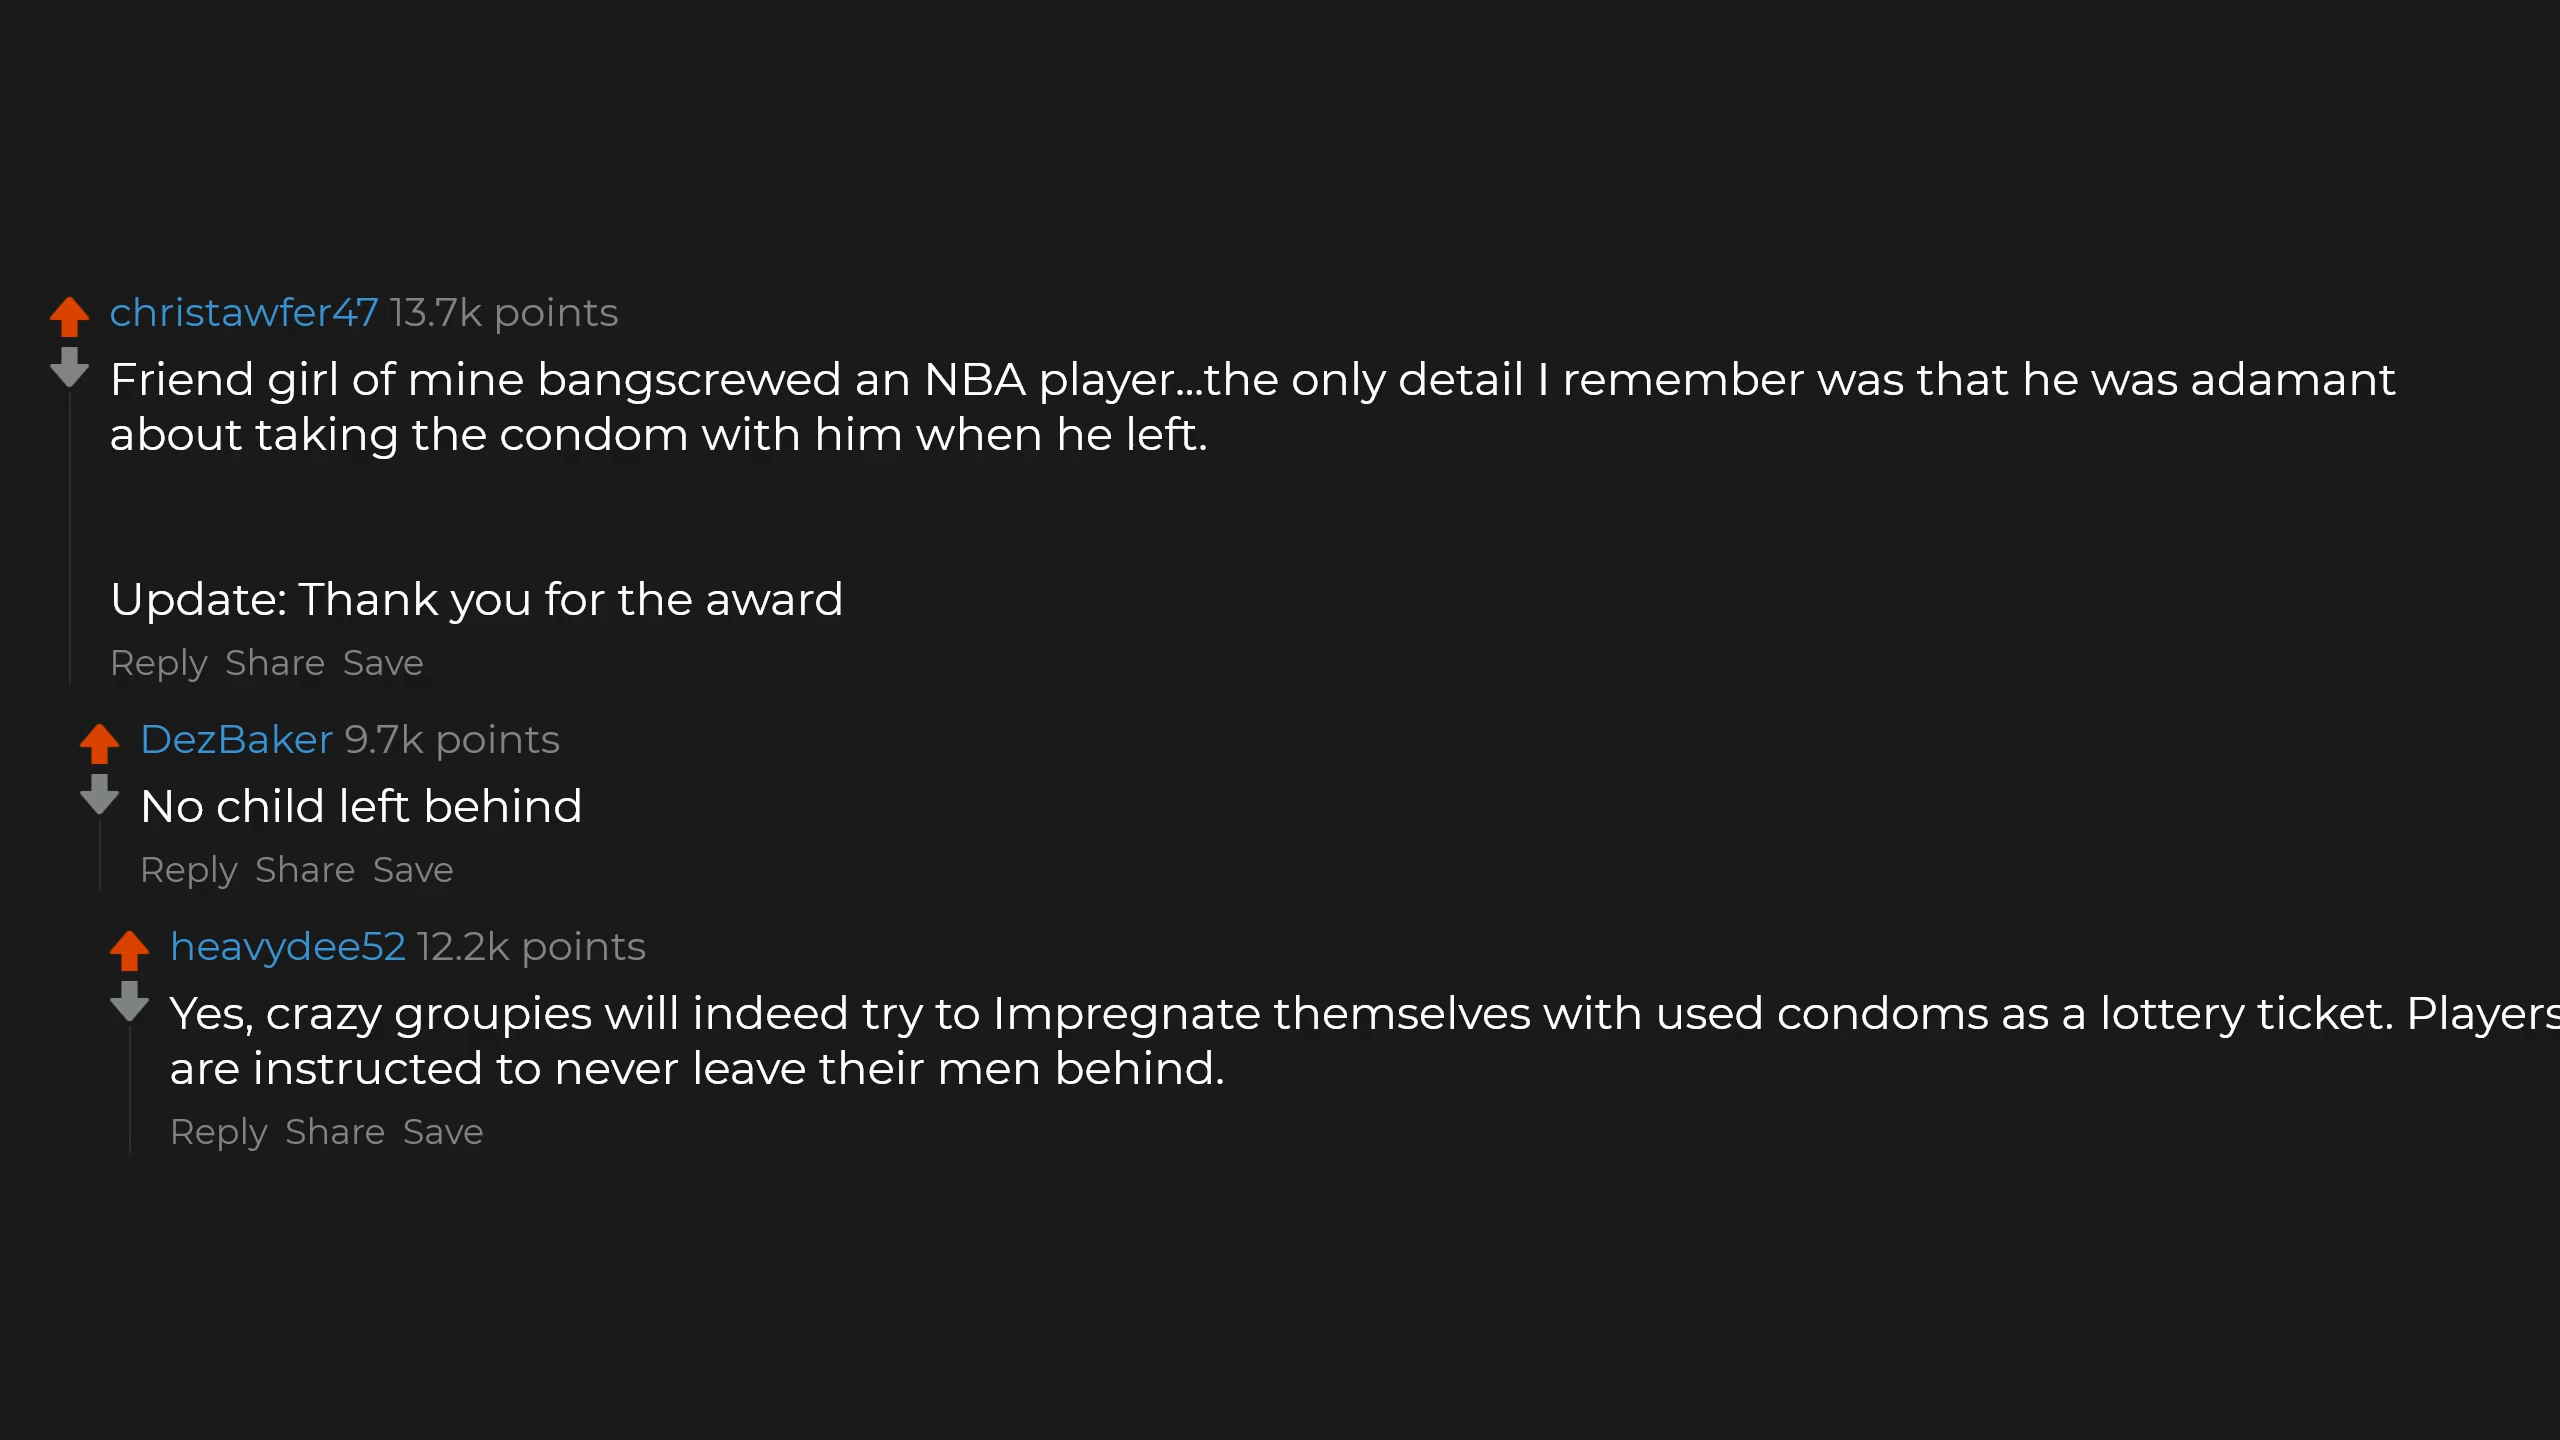 christawfer47 13.7k points
Friend girl of mine bangscrewed an NBA player...the only detail I remember was that he was adamant
about taking the condom with him when he left.
Update: Thank you for the award
Reply Share Save
DezBaker 9.7k points
No child left behind
Reply Share Save
heavydee52 12.2k points
Yes, crazy groupies will indeed try to Impregnate themselves with used condoms as a lottery ticket. Players
are instructed to never leave their men behind.
Reply Share Save